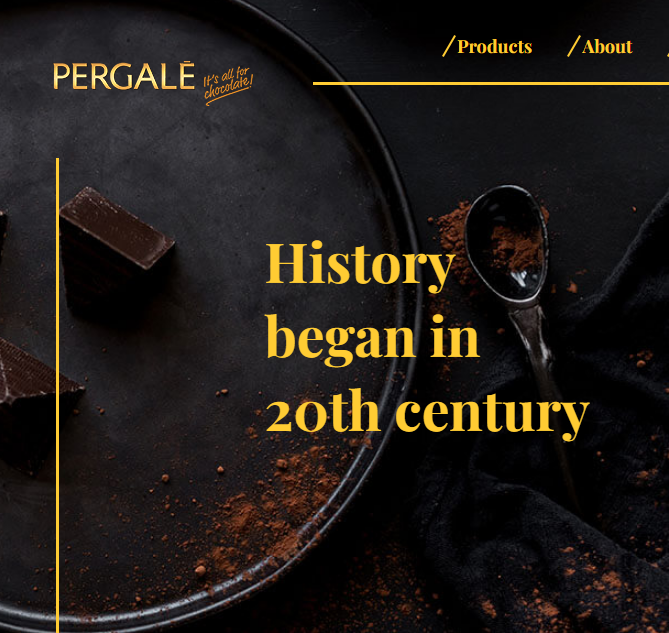 /Products /About
PERGALĖ It's all for
chocolate!
History
began in
20th century